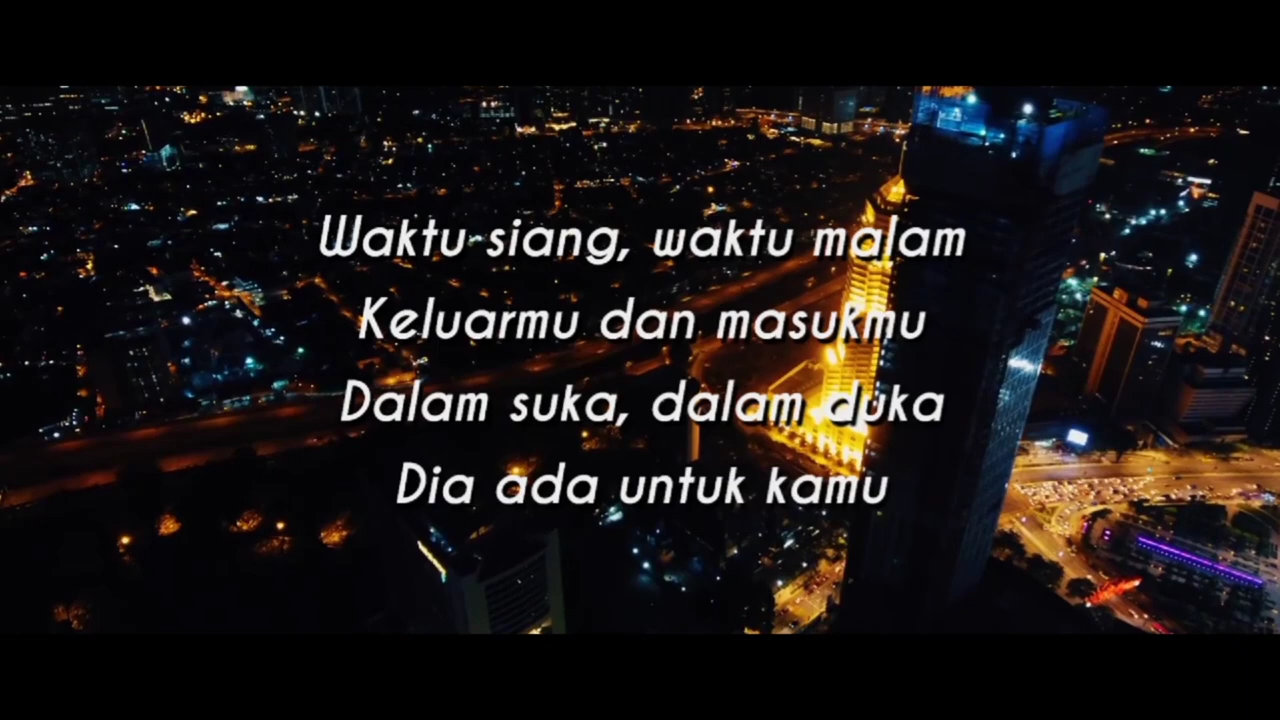 Waktu siang, waktu malam
Keluarmu dan masukmu
Dalam suka, dalam duka
Dia ada untuk kamu